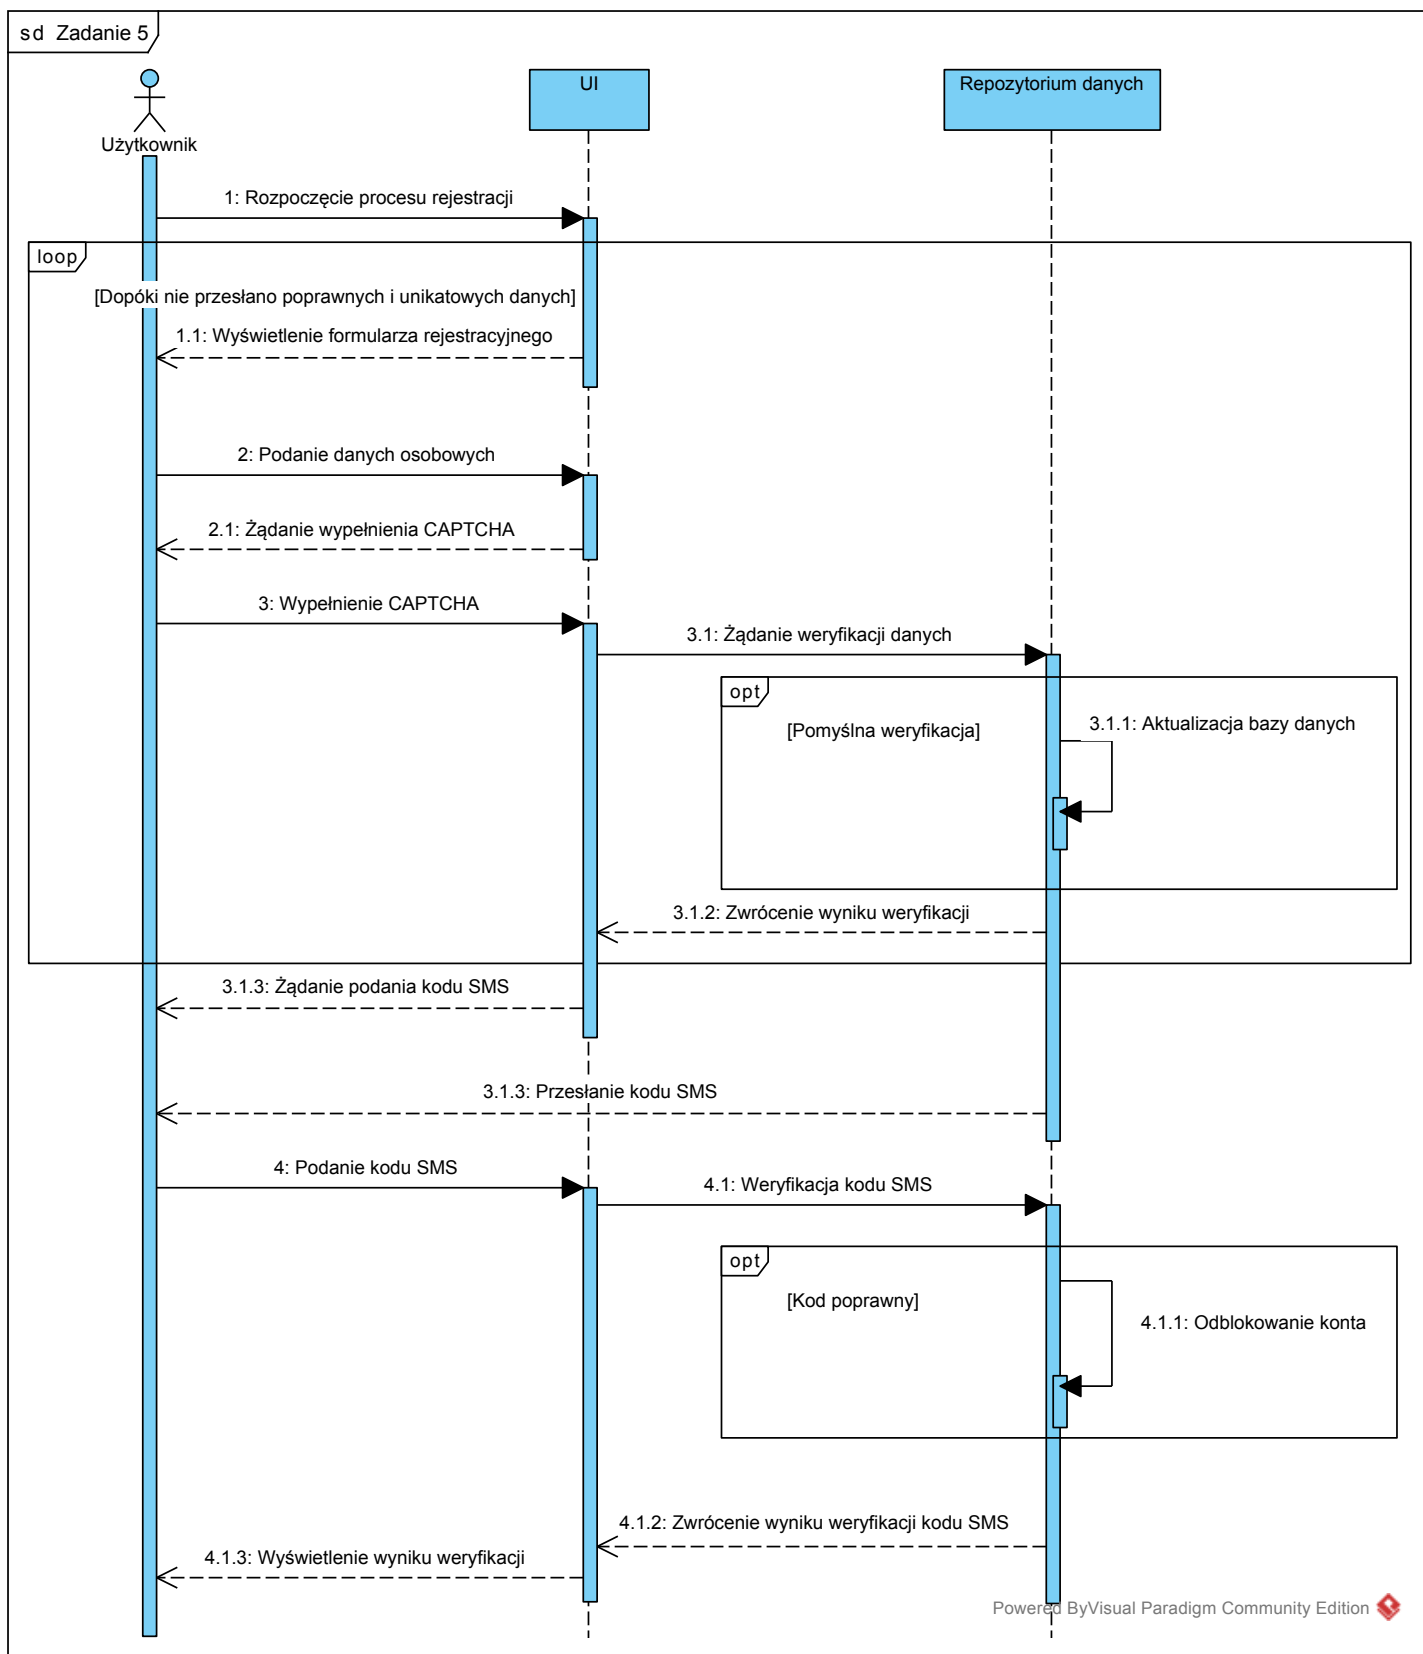 sd Zadanie 5
UI
Repozytorium danych
Użytkownik
1: Rozpoczęcie procesu rejestracji
loop
[Dopóki nie przesłano poprawnych i unikatowych danych]
1.1: Wyświetlenie formularza rejestracyjnego
2: Podanie danych osobowych
2.1: Żądanie wypełnienia CAPTCHA
3: Wypełnienie CAPTCHA
3.1: Żądanie weryfikacji danych
opt
[Pomyślna weryfikacja]
3.1.1: Aktualizacja bazy danych
3.1.2: Zwrócenie wyniku weryfikacji
3.1.3: Żądanie podania kodu SMS
3.1.3: Przesłanie kodu SMS
4: Podanie kodu SMS
4.1: Weryfikacja kodu SMS
opt
[Kod poprawny]
4.1.1: Odblokowanie konta
4.1.2: Zwrócenie wyniku weryfikacji kodu SMS
4.1.3: Wyświetlenie wyniku weryfikacji
Powered ByVisual Paradigm Community Edition